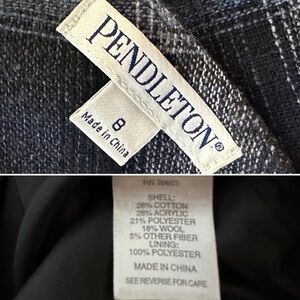 PENDLETON®
8
Made in China
RN 29685
SHELL:
28% COTTON
28% ACRYLIC
21% POLYESTER
18% WOOL
5% OTHER FIBER
LINING:
100% POLYESTER
MADE IN CHINA
SEE REVERSE FOR CARE